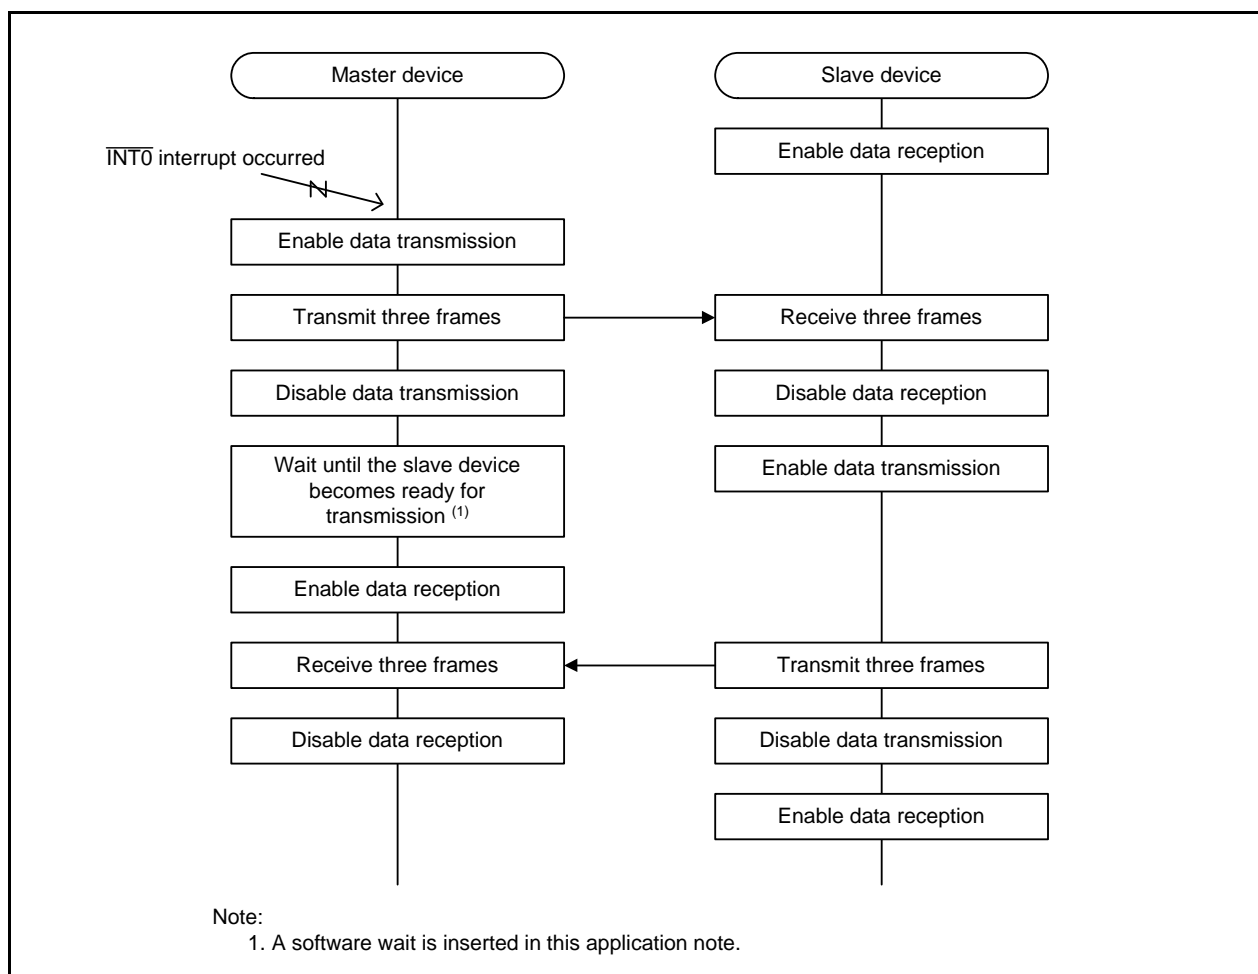 Master device
Slave device
Enable data reception
INT0 interrupt occurred
Enable data transmission
Transmit three frames
Receive three frames
Disable data transmission
Disable data reception
Wait until the slave device
becomes ready for
transmission (1)
Enable data transmission
Enable data reception
Receive three frames
Transmit three frames
Disable data reception
Disable data transmission
Enable data reception
Note:
1. A software wait is inserted in this application note.